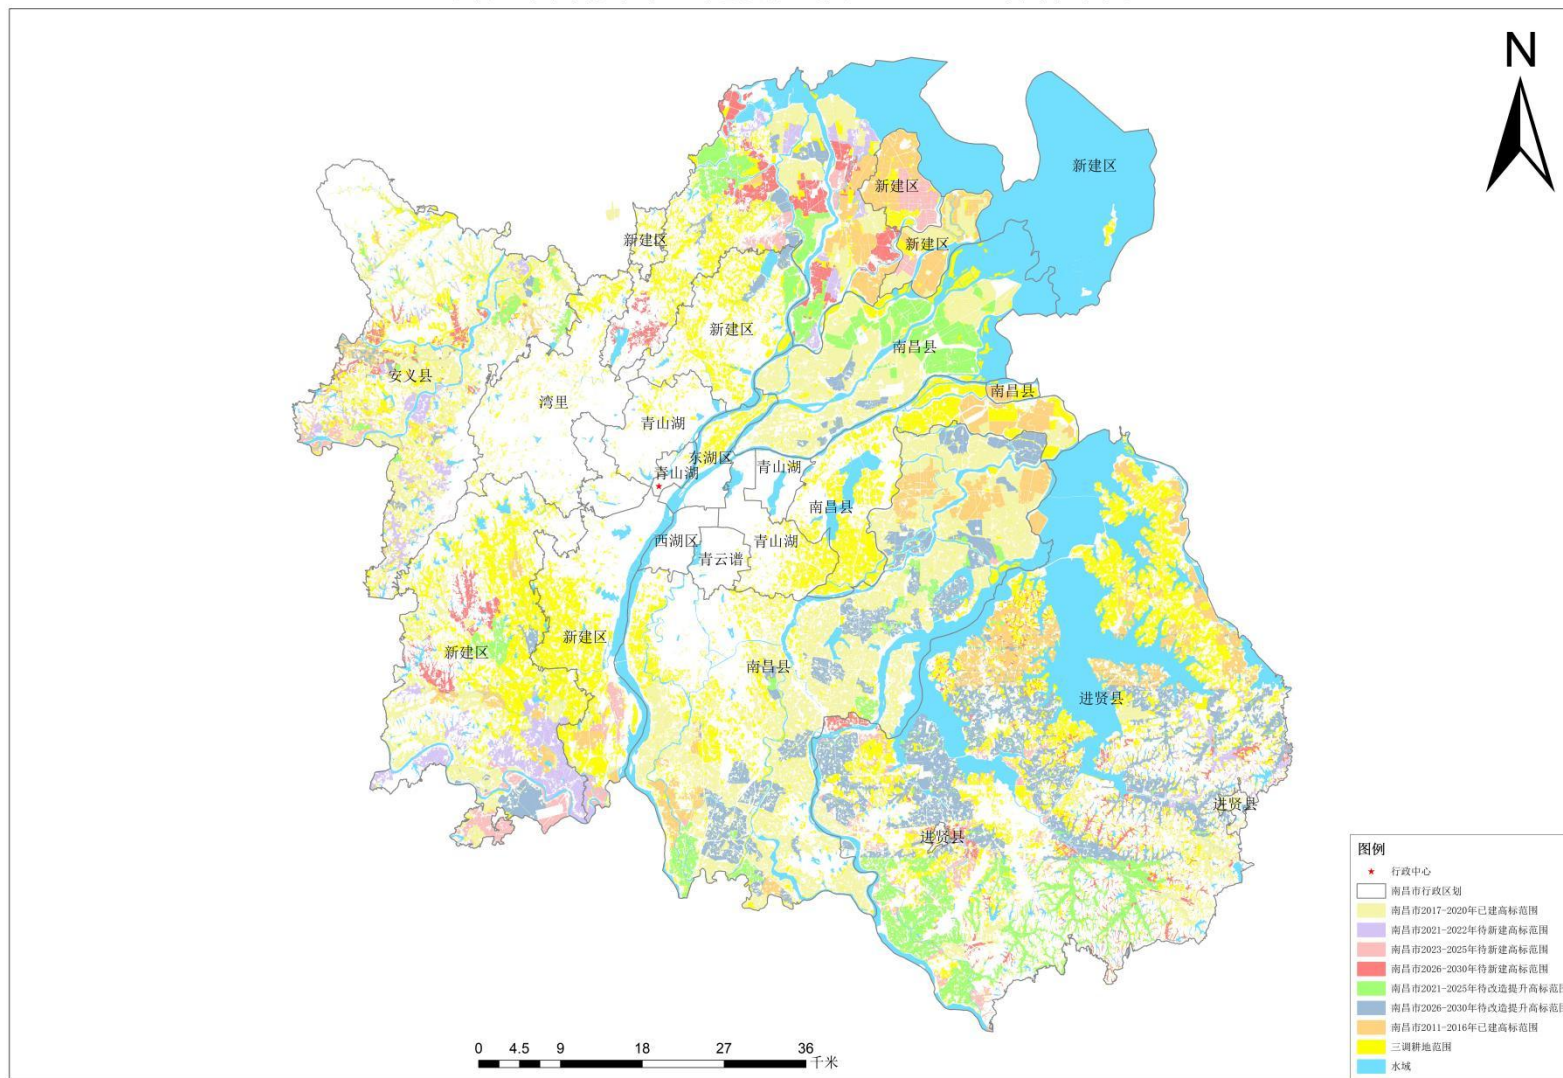 N
新建区
新建区
新建区
新建区
新建区
南昌县
安义县
南昌县
湾里
青山湖
东湖区
青山湖
青山湖
南昌县
西湖区
青山湖
青云谱
新建区
新建区
南昌县
进贤县
进贤县
进贤县
0 4.5 9 18 27 36
千米
图例
行政中心
南昌市行政区划
南昌市2017-2020年已建高标范围
南昌市2021-2022年待新建高标范围
南昌市2023-2025年待新建高标范围
南昌市2026-2030年待新建高标范围
南昌市2021-2025年待改造提升高标范围
南昌市2026-2030年待改造提升高标范围
南昌市2011-2016年已建高标范围
三调耕地范围
水域